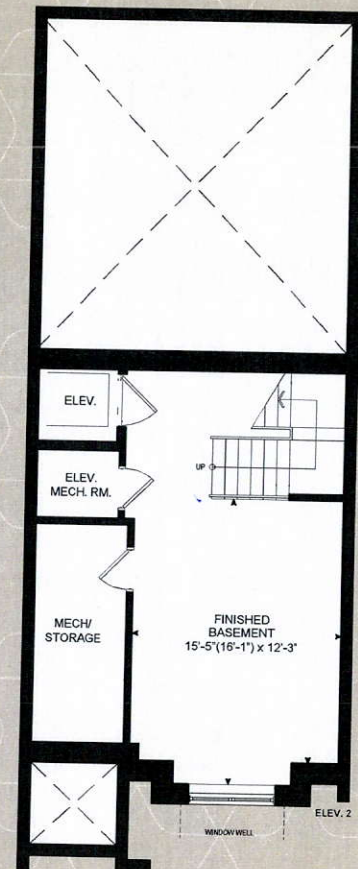 ELEV.
UP
ELEV.
MECH. RM.
MECH/
STORAGE
FINISHED
BASEMENT
15'-5"(16'-1") x 12'-3"
ELEV. 2
WINDOW WELL